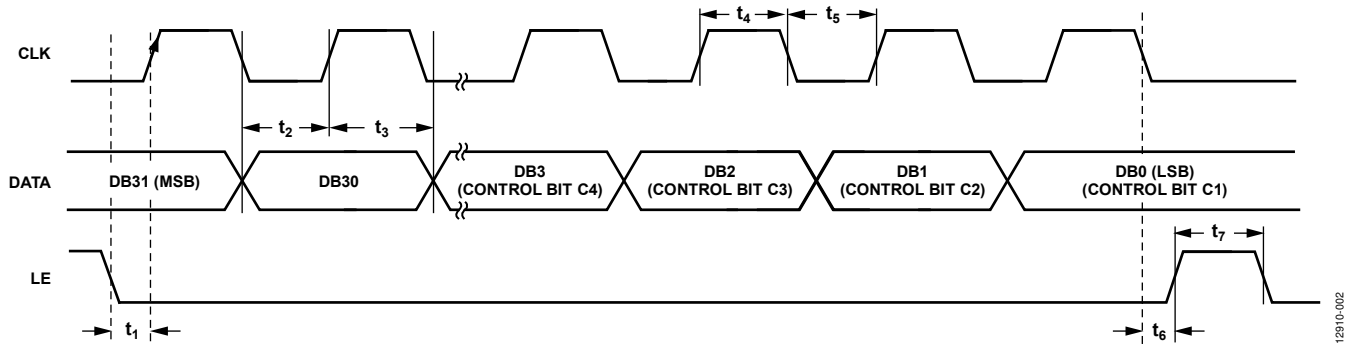 CLK
t4
t5
t2
t3
DATA
DB31 (MSB)
DB30
DB3
(CONTROL BIT C4)
DB2
(CONTROL BIT C3)
DB1
(CONTROL BIT C2)
DB0 (LSB)
(CONTROL BIT C1)
LE
t7
t1
t6
12910-002